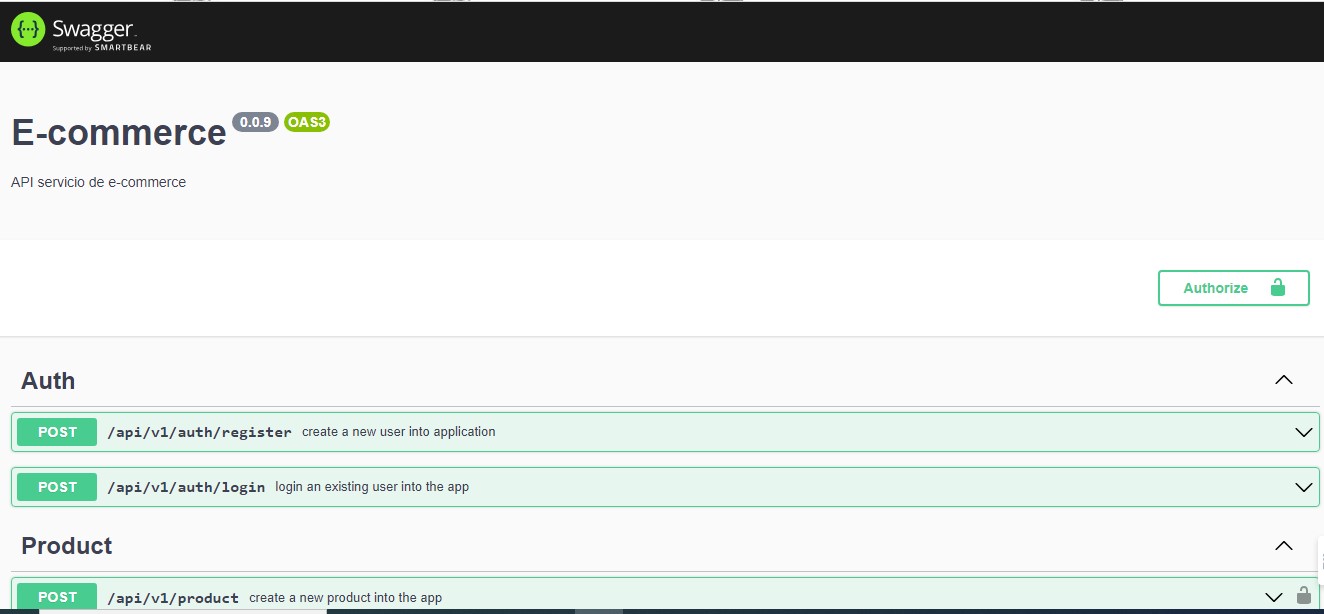 {···} Swagger.
Supported by SMARTBEAR
E-commerce 0.0.9 OAS3
API servicio de e-commerce
Authorize
Auth
POST /api/v1/auth/register create a new user into application
POST /api/v1/auth/login login an existing user into the app
Product
POST /api/v1/product create a new product into the app